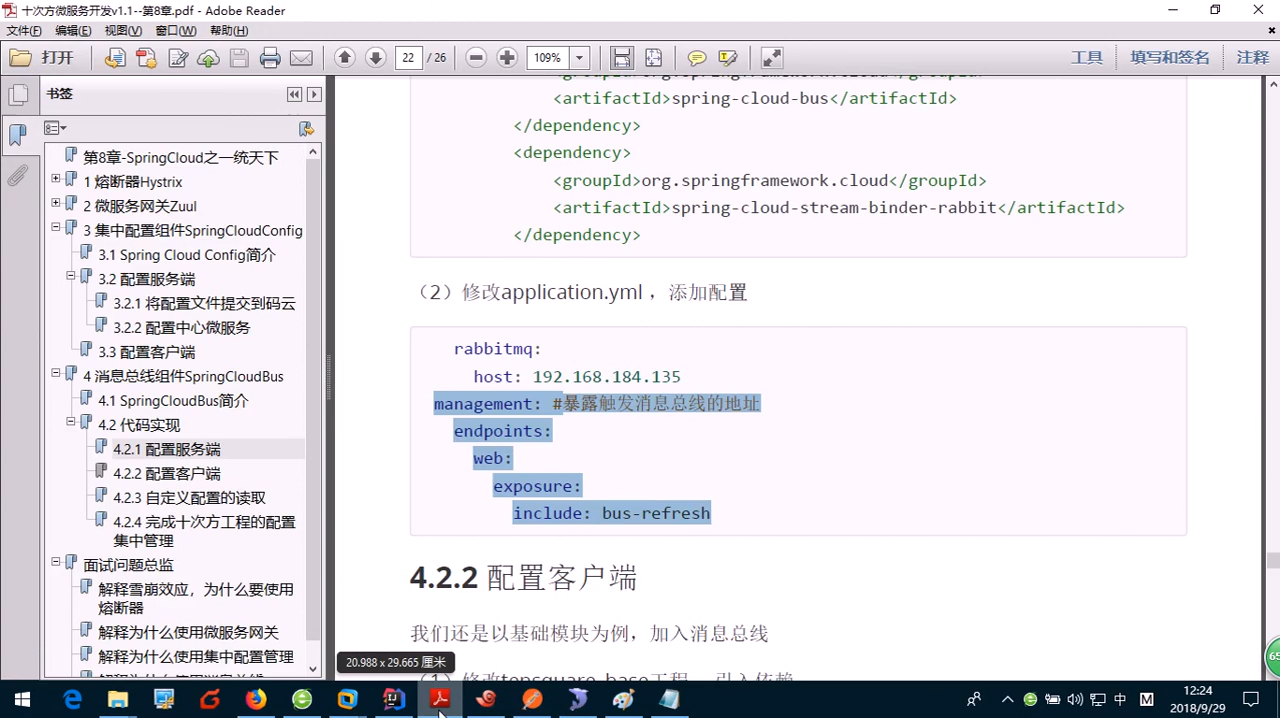 十次方微服务开发v1.1--第8章.pdf - Adobe Reader
文件(F) 编辑(E) 视图(V) 窗口(W) 帮助(H)
打开 22 / 26 109% 工具 填写和签名 注释
书签
第8章-SpringCloud之一统天下
1 熔断器Hystrix
2 微服务网关Zuul
3 集中配置组件SpringCloudConfig
3.1 Spring Cloud Config简介
3.2 配置服务端
3.2.1 将配置文件提交到码云
3.2.2 配置中心微服务
3.3 配置客户端
4 消息总线组件SpringCloudBus
4.1 SpringCloudBus简介
4.2 代码实现
4.2.1 配置服务端
4.2.2 配置客户端
4.2.3 自定义配置的读取
4.2.4 完成十次方工程的配置
集中管理
面试问题总监
解释雪崩效应，为什么要使用
熔断器
解释为什么使用微服务网关
解释为什么使用集中配置管理
<artifactId>spring-cloud-bus</artifactId>
</dependency>
<dependency>
<groupId>org.springframework.cloud</groupId>
<artifactId>spring-cloud-stream-binder-rabbit</artifactId>
</dependency>
（2）修改application.yml ，添加配置
rabbitmq:
host: 192.168.184.135
management: #暴露触发消息总线的地址
endpoints:
web:
exposure:
include: bus-refresh
4.2.2 配置客户端
我们还是以基础模块为例，加入消息总线
20.988 x 29.665 厘米
65
中 M
12:24
2018/9/29